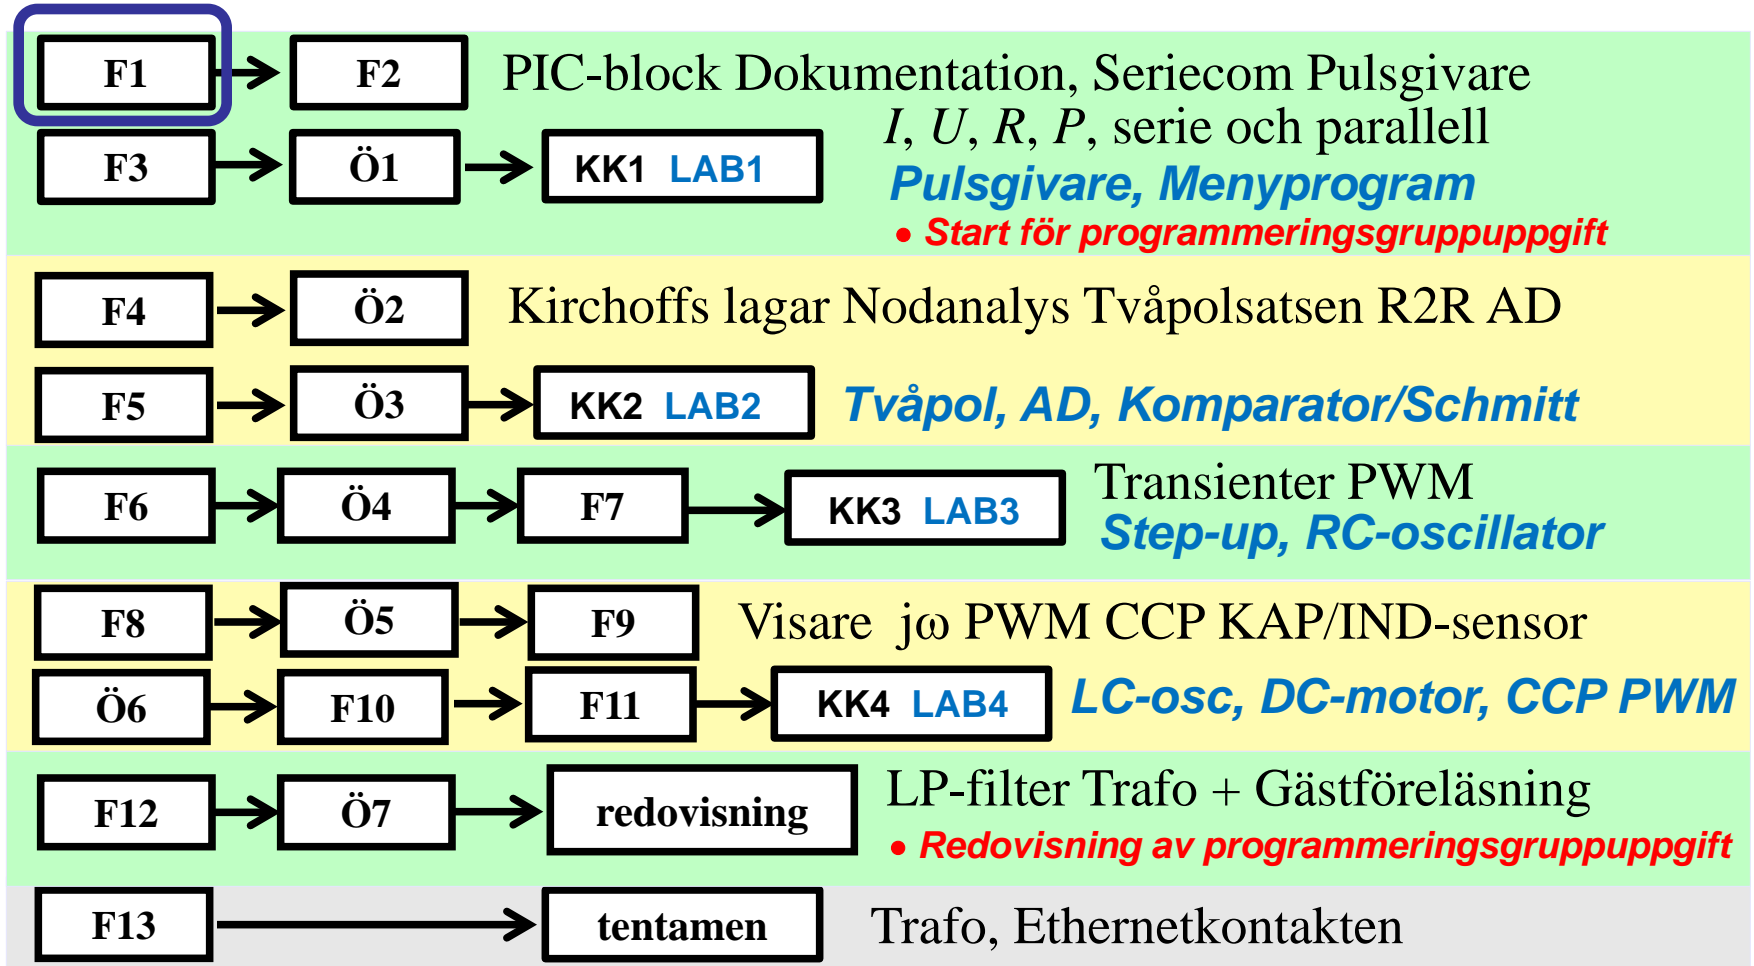 F1 F2 PIC-block Dokumentation, Seriecom Pulsgivare
I, U, R, P, serie och parallell
F3 Ö1 KK1 LAB1 Pulsgivare, Menyprogram
• Start för programmeringsgruppuppgift
F4 Ö2 Kirchoffs lagar Nodanalys Tvåpolsatsen R2R AD
F5 Ö3 KK2 LAB2 Tvåpol, AD, Komparator/Schmitt
F6 Ö4 F7 KK3 LAB3 Transienter PWM
Step-up, RC-oscillator
F8 Ö5 F9 Visare jω PWM CCP KAP/IND-sensor
Ö6 F10 F11 KK4 LAB4 LC-osc, DC-motor, CCP PWM
F12 Ö7 redovisning LP-filter Trafo + Gästföreläsning
• Redovisning av programmeringsgruppuppgift
F13 tentamen Trafo, Ethernetkontakten